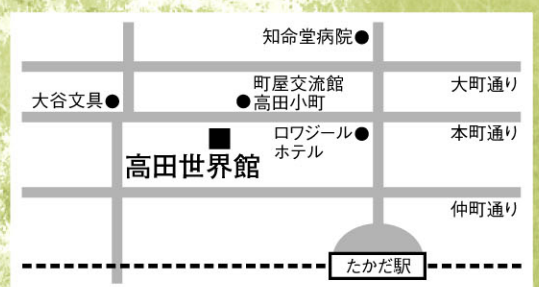 知命堂病院
大町通り
町屋交流館
高田小町
大谷文具
本町通り
ロワジール
ホテル
高田世界館
仲町通り
たかだ駅